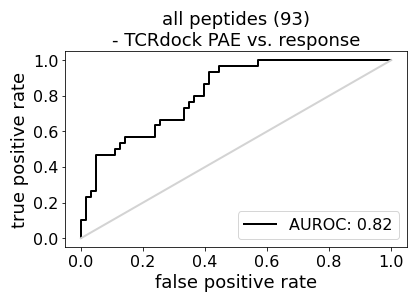 all peptides (93)
- TCRdock PAE vs. response
true positive rate
1.0
0.8
0.6
0.4
0.2
0.0
AUROC: 0.82
0.0 0.2 0.4 0.6 0.8 1.0
false positive rate